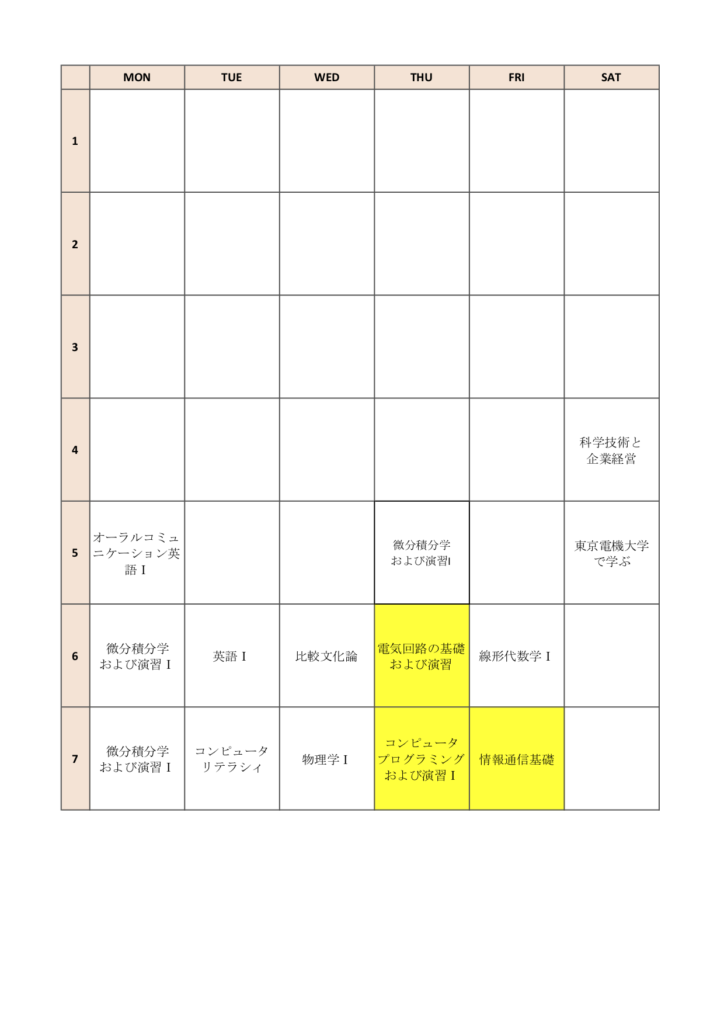 MON TUE WED THU FRI SAT
1
2
3
4
科学技術と
企業経営
5
オーラルコミュ
ニケーション英
語Ⅰ
微分積分学
および演習I
東京電機大学
で学ぶ
6
微分積分学
および演習Ⅰ
英語Ⅰ
比較文化論
電気回路の基礎
および演習
線形代数学Ⅰ
7
微分積分学
および演習Ⅰ
コンピュータ
リテラシィ
物理学Ⅰ
コンピュータ
プログラミング
および演習Ⅰ
情報通信基礎